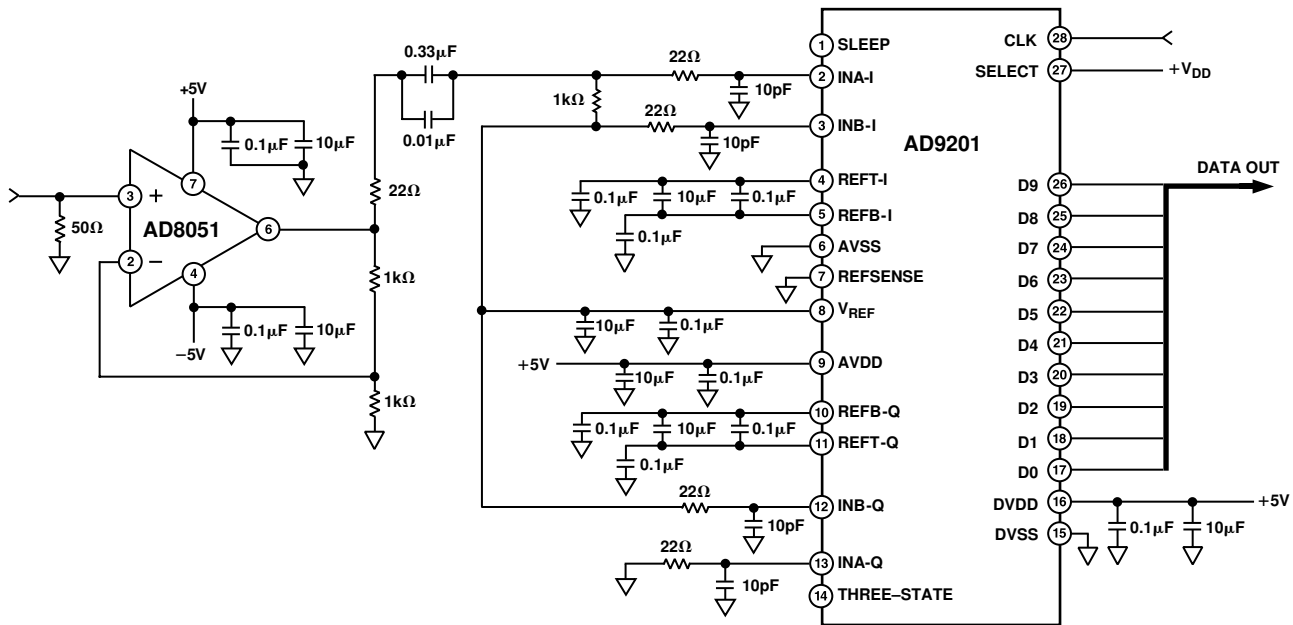 +5V
0.1µF
10µF
7
3
+
50Ω
AD8051
6
2
−
4
0.1µF
10µF
−5V
22Ω
1kΩ
1kΩ
0.33µF
0.01µF
1kΩ
22Ω
10pF
22Ω
10pF
0.1µF
10µF
0.1µF
0.1µF
10µF
0.1µF
+5V
10µF
0.1µF
0.1µF
10µF
0.1µF
0.1µF
22Ω
10pF
22Ω
10pF
AD9201
1 SLEEP
2 INA-I
3 INB-I
4 REFT-I
5 REFB-I
6 AVSS
7 REFSENSE
8 VREF
9 AVDD
10 REFB-Q
11 REFT-Q
12 INB-Q
13 INA-Q
14 THREE–STATE
CLK 28
SELECT 27
+VDD
DATA OUT
D9 26
D8 25
D7 24
D6 23
D5 22
D4 21
D3 20
D2 19
D1 18
D0 17
DVDD 16
+5V
DVSS 15
0.1µF
10µF